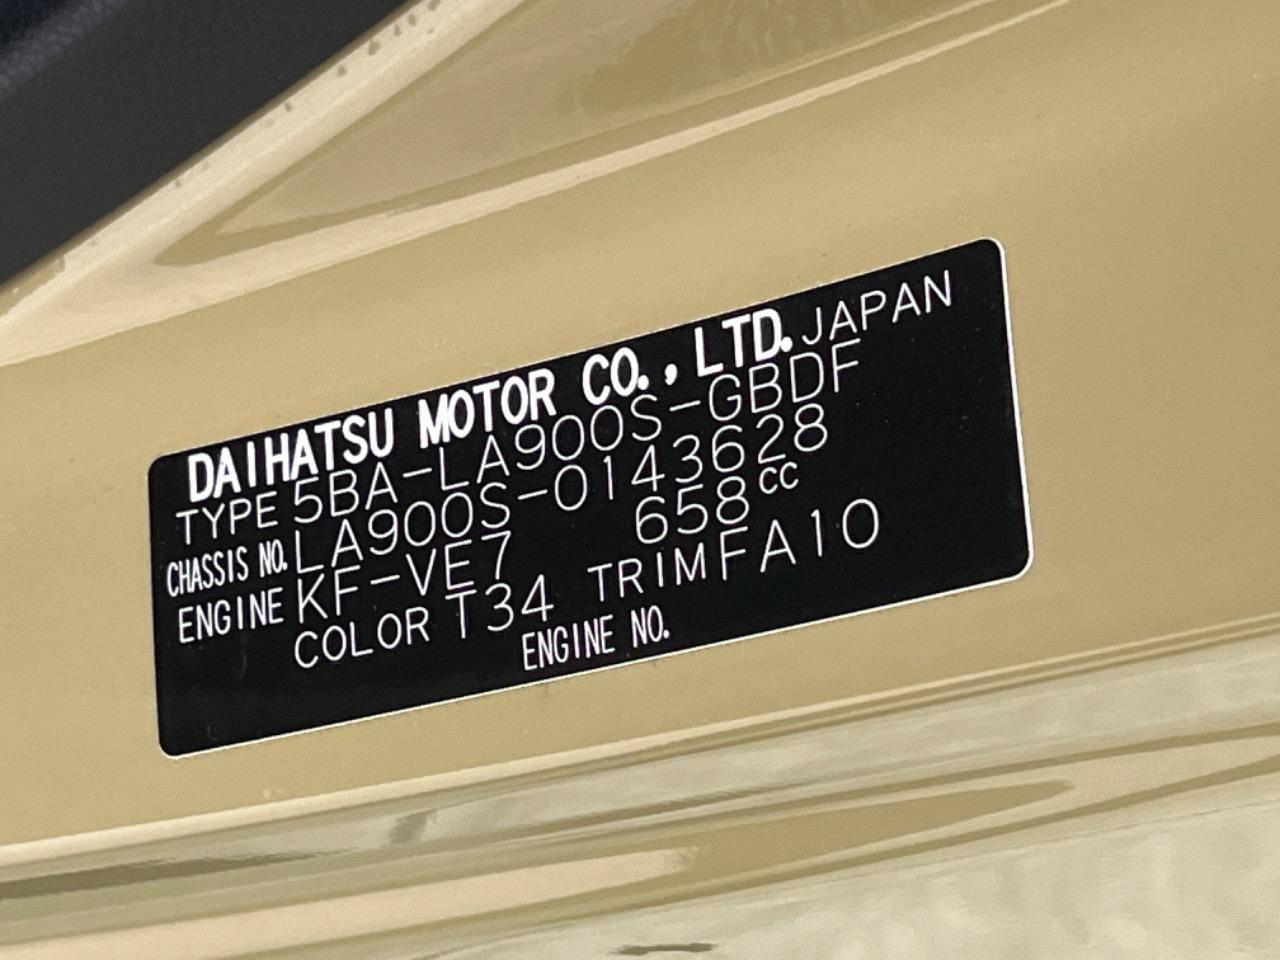 DAIHATSU MOTOR CO., LTD. JAPAN
TYPE 5BA-LA900S-GBDF
CHASSIS NO. LA900S-0143628
ENGINE KF-VE7 658cc
COLOR T34 TRIM FA10
ENGINE NO.